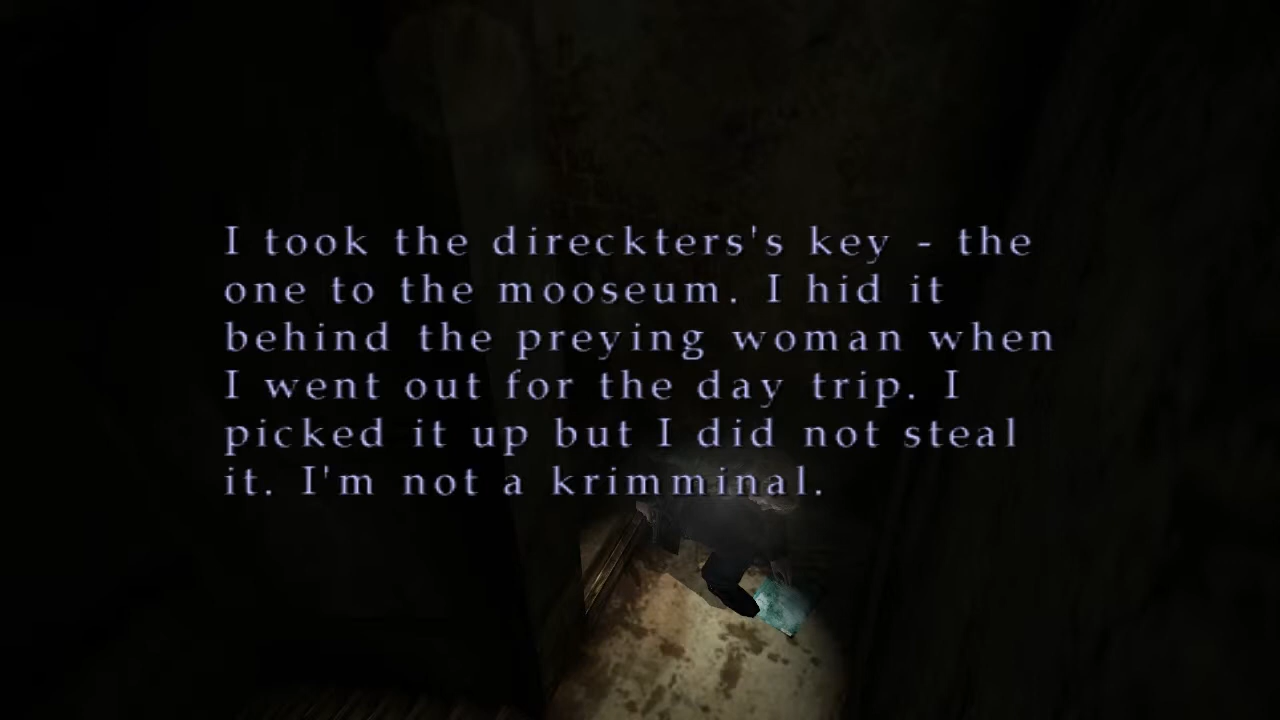 I took the direckters's key - the
one to the mooseum. I hid it
behind the preying woman when
I went out for the day trip. I
picked it up but I did not steal
it. I'm not a krimminal.